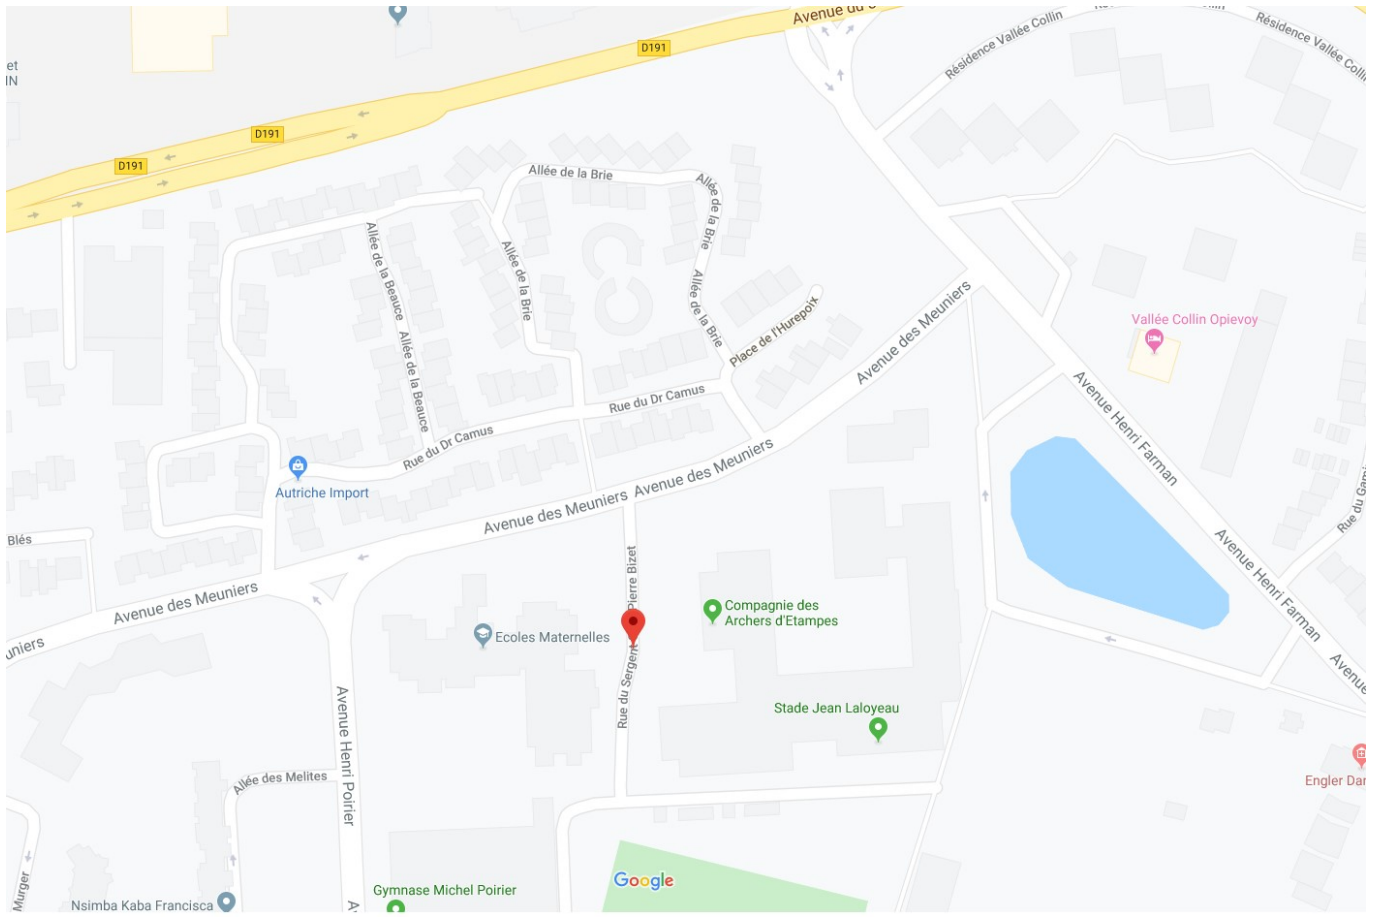 Avenue du
D191
et
IN
D191
D191
Résidence Vallée Collin
Résidence Vallée Collin
Allée de la Brie
Allée de la Brie
Allée de la Beauce
Allée de la Brie
Allée de la Brie
Allée de la Beauce
Place de l'Hurepoix
Avenue des Meuniers
Vallée Collin Opievoy
Avenue Henri Farman
Rue du Dr Camus
Rue du Dr Camus
Autriche Import
Avenue des Meuniers
Avenue des Meuniers
Blés
Avenue des Meuniers
uniers
Pierre Bizet
Rue du Sergent
Ecoles Maternelles
Compagnie des
Archers d'Etampes
Avenue Henri Farman
Avenue
Stade Jean Laloyeau
Avenue Henri Poirier
Allée des Melites
Engler Dar
Murger
Nsimba Kaba Francisca
Gymnase Michel Poirier
Google